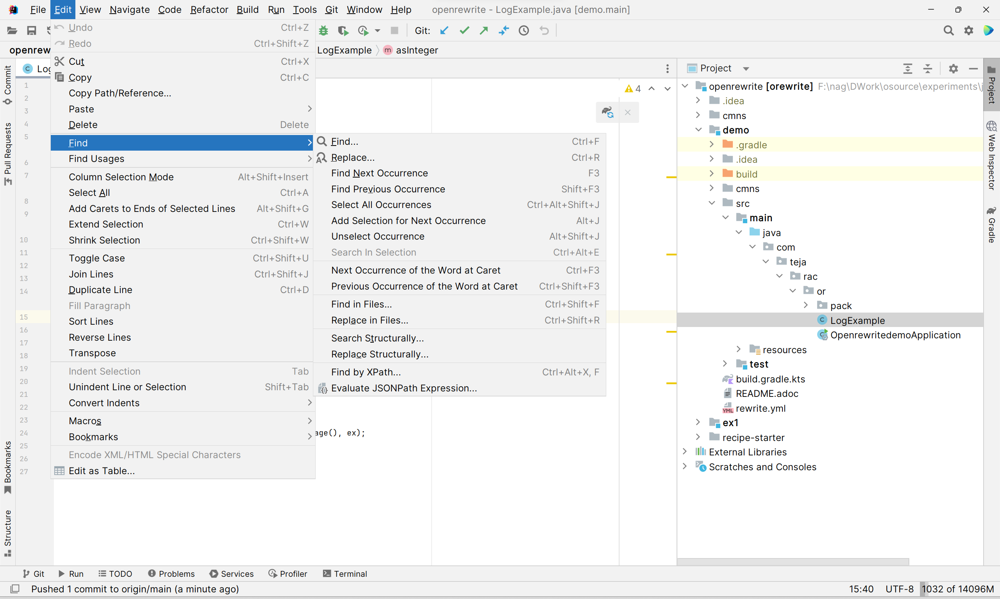 File Edit View Navigate Code Refactor Build Run Tools Git Window Help openrewrite - LogExample.java [demo.main]
Git:
openrew LogExample asInteger
Log
Undo Ctrl+Z
Redo Ctrl+Shift+Z
Cut Ctrl+X
Copy Ctrl+C
Copy Path/Reference...
Paste
Delete Delete
Find
Find Usages
Column Selection Mode Alt+Shift+Insert
Select All Ctrl+A
Add Carets to Ends of Selected Lines Alt+Shift+G
Extend Selection Ctrl+W
Shrink Selection Ctrl+Shift+W
Toggle Case Ctrl+Shift+U
Join Lines Ctrl+Shift+J
Duplicate Line Ctrl+D
Fill Paragraph
Sort Lines
Reverse Lines
Transpose
Indent Selection Tab
Unindent Line or Selection Shift+Tab
Convert Indents
Macros
Bookmarks
Encode XML/HTML Special Characters
Edit as Table...
Find... Ctrl+F
Replace... Ctrl+R
Find Next Occurrence F3
Find Previous Occurrence Shift+F3
Select All Occurrences Ctrl+Alt+Shift+J
Add Selection for Next Occurrence Alt+J
Unselect Occurrence Alt+Shift+J
Search In Selection Ctrl+Alt+E
Next Occurrence of the Word at Caret Ctrl+F3
Previous Occurrence of the Word at Caret Ctrl+Shift+F3
Find in Files... Ctrl+Shift+F
Replace in Files... Ctrl+Shift+R
Search Structurally...
Replace Structurally...
Find by XPath... Ctrl+Alt+X, F
Evaluate JSONPath Expression...
4
age(), ex);
1
2
3
4
5
6
7
8
9
10
11
12
13
14
15
16
17
18
19
20
21
22
23
24
25
26
27
Commit
Pull Requests
Bookmarks
Structure
Project
openrewrite [orewrite] F:\nag\DWork\osource\experiments\j
.idea
cmns
demo
.gradle
.idea
build
cmns
src
main
java
com
teja
rac
or
pack
LogExample
OpenrewritedemoApplication
resources
test
build.gradle.kts
README.adoc
rewrite.yml
ex1
recipe-starter
External Libraries
Scratches and Consoles
Project
Web Inspector
Gradle
Git Run TODO Problems Services Profiler Terminal
Pushed 1 commit to origin/main (a minute ago) 15:40 UTF-8 1032 of 14096M